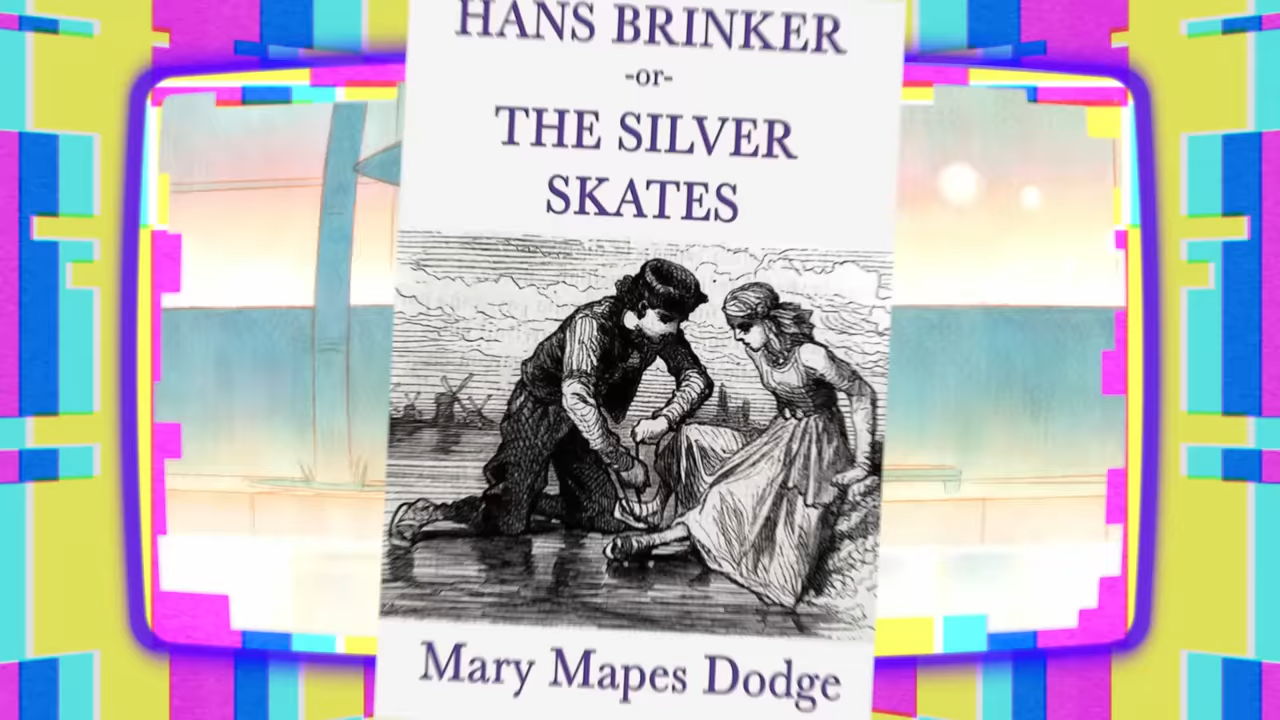 HANS BRINKER
-or-
THE SILVER
SKATES
Mary Mapes Dodge